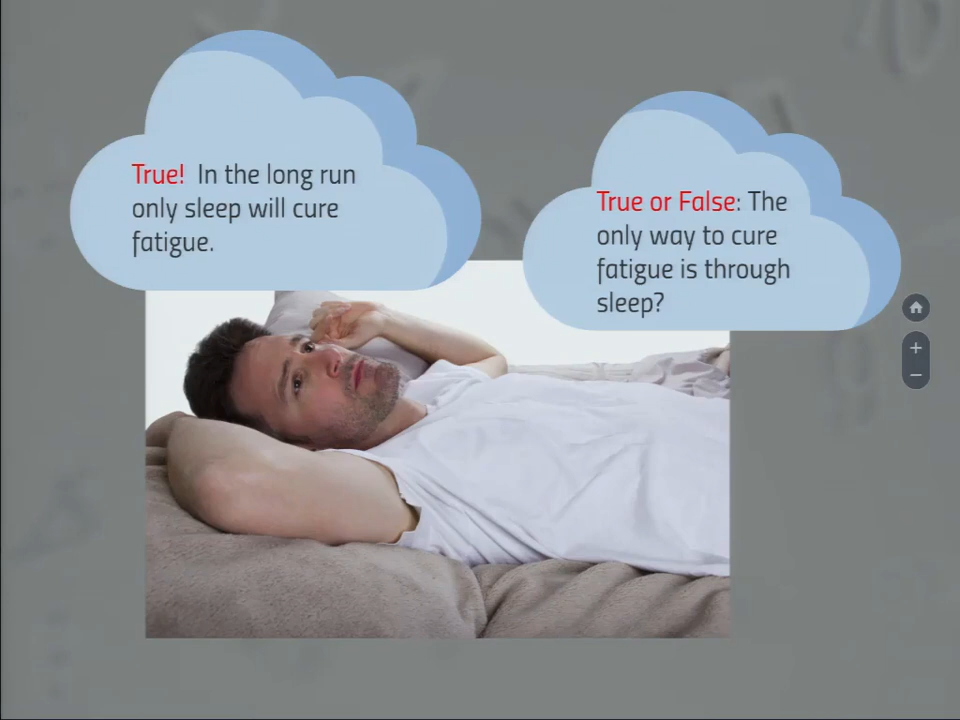 True! In the long run
only sleep will cure
fatigue.
True or False: The
only way to cure
fatigue is through
sleep?